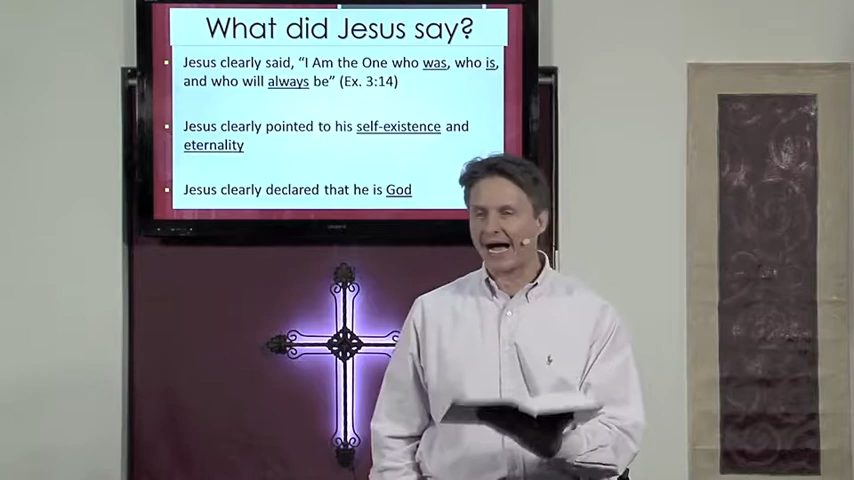 What did Jesus say?
Jesus clearly said, “I Am the One who was, who is,
and who will always be” (Ex. 3:14)
Jesus clearly pointed to his self-existence and
eternality
Jesus clearly declared that he is God